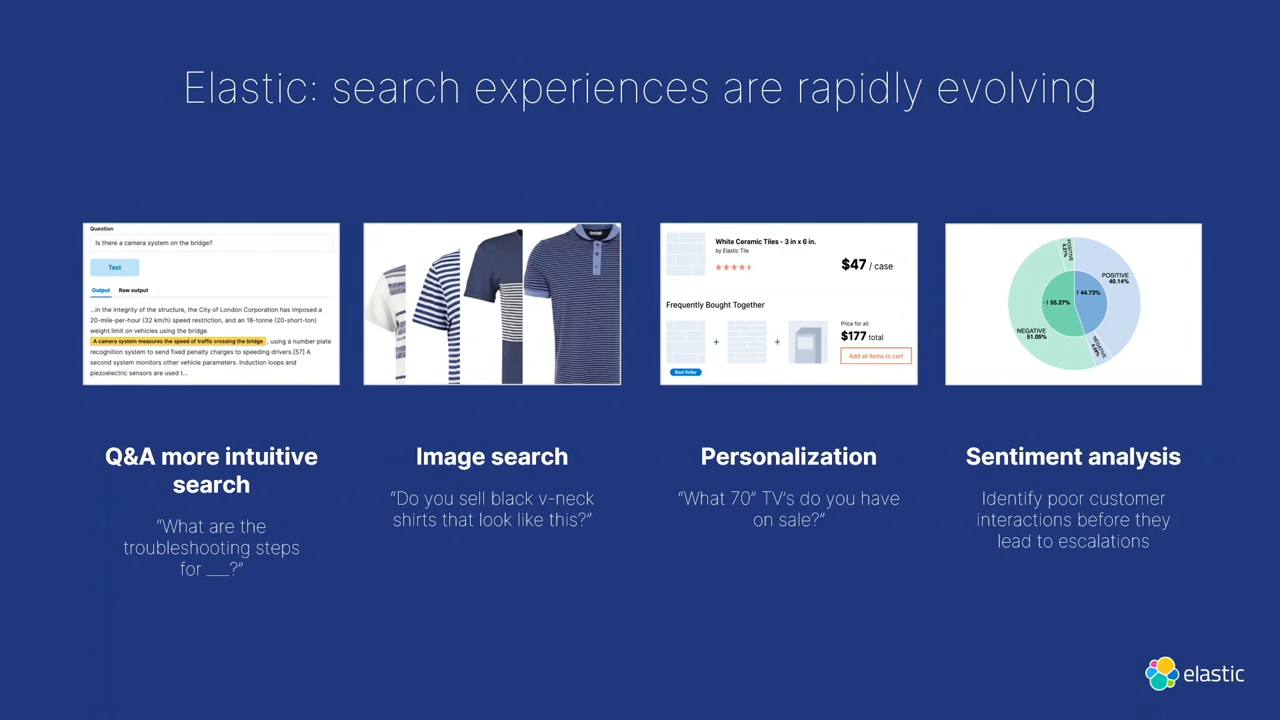 Elastic: search experiences are rapidly evolving
Question
Is there a camera system on the bridge?
Test
Output Raw output
...in the integrity of the structure, the City of London Corporation has imposed a
20-mile-per-hour (32 km/h) speed restriction, and an 18-tonne (20-short-ton)
weight limit on vehicles using the bridge.
A camera system measures the speed of traffic crossing the bridge , using a number plate
recognition system to send fixed penalty charges to speeding drivers.[57] A
second system monitors other vehicle parameters. Induction loops and
piezoelectric sensors are used t...
White Ceramic Tiles - 3 in x 6 in.
by Elastic Tile
$47 / case
Frequently Bought Together
+ +
Price for all:
$177 total
Add all items to cart
Best Seller
POSITIVE
40.14%
1 44.73%
-1 55.27%
NEGATIVE
51.05%
Q&A more intuitive
search
"What are the
troubleshooting steps
for ___?"
Image search
"Do you sell black v-neck
shirts that look like this?"
Personalization
"What 70" TV's do you have
on sale?"
Sentiment analysis
Identify poor customer
interactions before they
lead to escalations
elastic